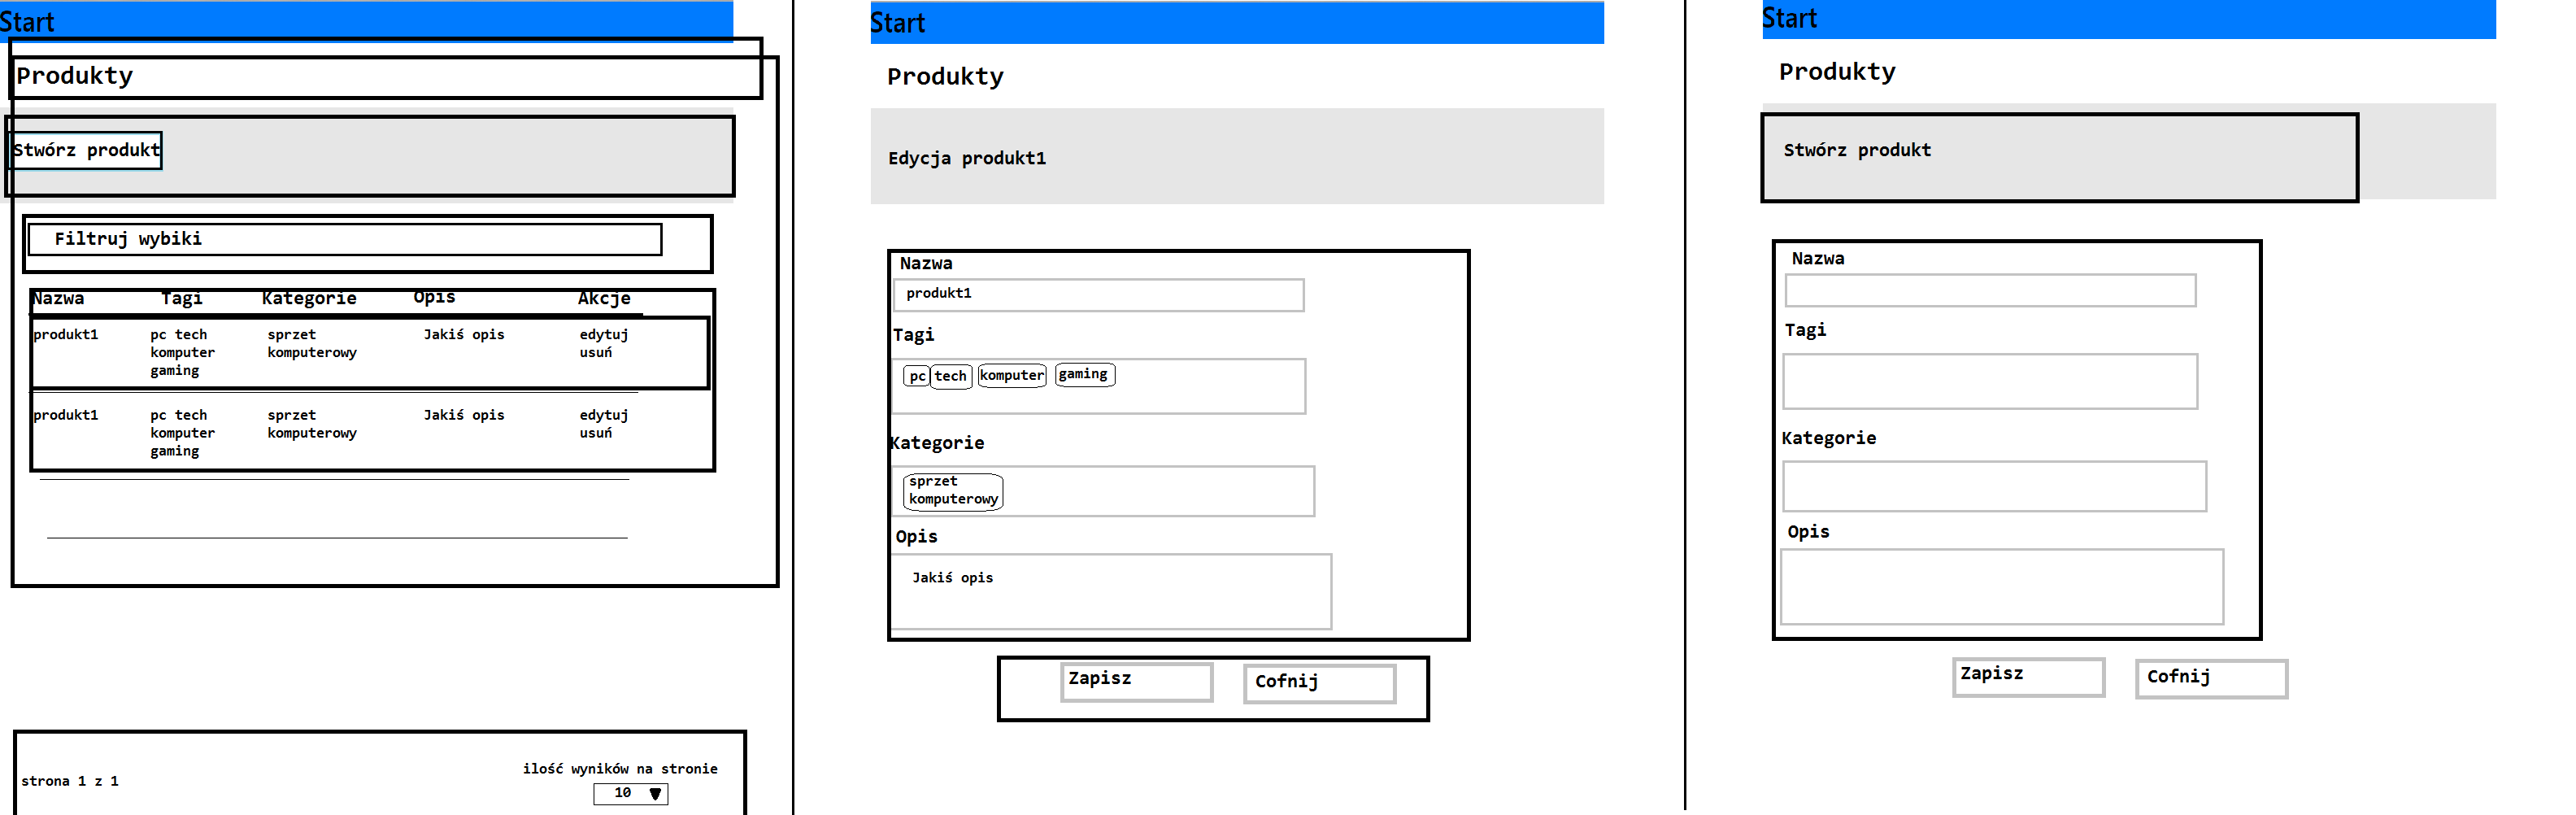 Start
Produkty
Stwórz produkt
Filtruj wybiki
Nazwa Tagi Kategorie Opis Akcje
produkt1 pc tech sprzet Jakiś opis edytuj
komputer komputerowy usuń
gaming
produkt1 pc tech sprzet Jakiś opis edytuj
komputer komputerowy usuń
gaming
strona 1 z 1
ilość wyników na stronie
10
Start
Produkty
Edycja produkt1
Nazwa
produkt1
Tagi
pc tech komputer gaming
Kategorie
sprzet
komputerowy
Opis
Jakiś opis
Zapisz Cofnij
Start
Produkty
Stwórz produkt
Nazwa
Tagi
Kategorie
Opis
Zapisz Cofnij